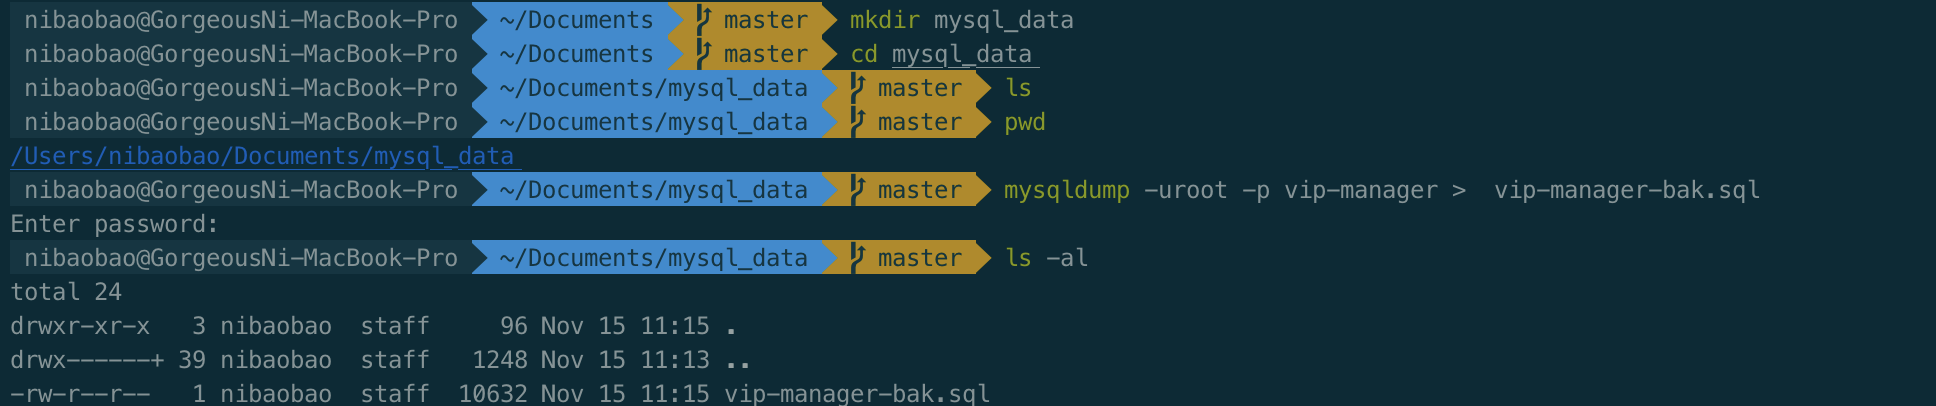 nibaobao@GorgeousNi-MacBook-Pro ~/Documents master mkdir mysql_data
nibaobao@GorgeousNi-MacBook-Pro ~/Documents master cd mysql_data
nibaobao@GorgeousNi-MacBook-Pro ~/Documents/mysql_data master ls
nibaobao@GorgeousNi-MacBook-Pro ~/Documents/mysql_data master pwd
/Users/nibaobao/Documents/mysql_data
nibaobao@GorgeousNi-MacBook-Pro ~/Documents/mysql_data master mysqldump -uroot -p vip-manager >  vip-manager-bak.sql
Enter password:
nibaobao@GorgeousNi-MacBook-Pro ~/Documents/mysql_data master ls -al
total 24
drwxr-xr-x   3 nibaobao  staff     96 Nov 15 11:15 .
drwx------+ 39 nibaobao  staff   1248 Nov 15 11:13 ..
-rw-r--r--   1 nibaobao  staff  10632 Nov 15 11:15 vip-manager-bak.sql